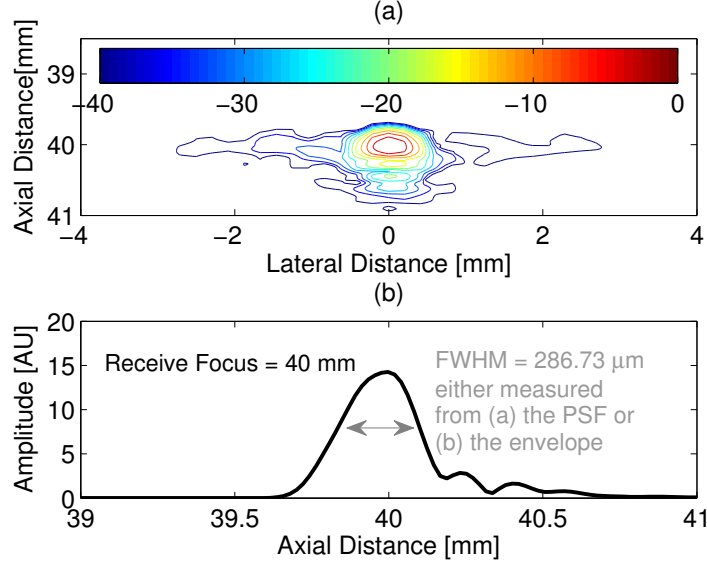 (a)
Axial Distance[mm]
39
40
41
−40 −30 −20 −10 0
−4 −2 0 2 4
Lateral Distance [mm]
(b)
Amplitude [AU]
20
15
10
5
0
Receive Focus = 40 mm
FWHM = 286.73 μm
either measured
from (a) the PSF or
(b) the envelope
39 39.5 40 40.5 41
Axial Distance [mm]